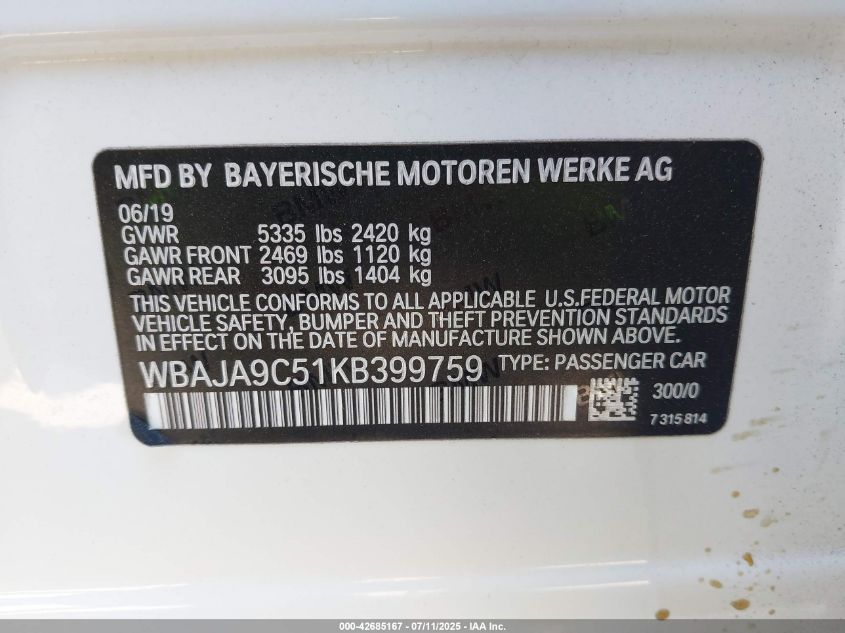 MFD BY BAYERISCHE MOTOREN WERKE AG
06/19
GVWR 5335 lbs 2420 kg
GAWR FRONT 2469 lbs 1120 kg
GAWR REAR 3095 lbs 1404 kg
THIS VEHICLE CONFORMS TO ALL APPLICABLE U.S.FEDERAL MOTOR
VEHICLE SAFETY, BUMPER AND THEFT PREVENTION STANDARDS
IN EFFECT ON THE DATE OF MANUFACTURE SHOWN ABOVE.
WBAJA9C51KB399759 TYPE: PASSENGER CAR
300/0
7 315 814
000-42685167 - 07/11/2025 - IAA Inc.